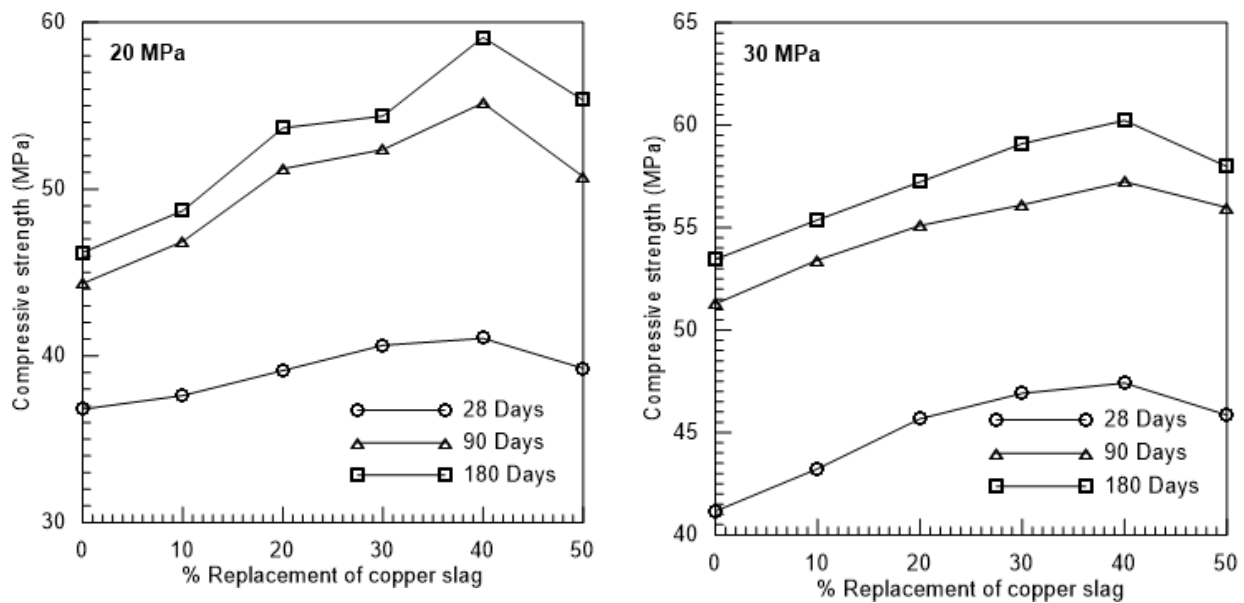 20 MPa
60
50
40
30
Compressive strength (MPa)
28 Days
90 Days
180 Days
0 10 20 30 40 50
% Replacement of copper slag
30 MPa
65
60
55
50
45
40
Compressive strength (MPa)
28 Days
90 Days
180 Days
0 10 20 30 40 50
% Replacement of copper slag